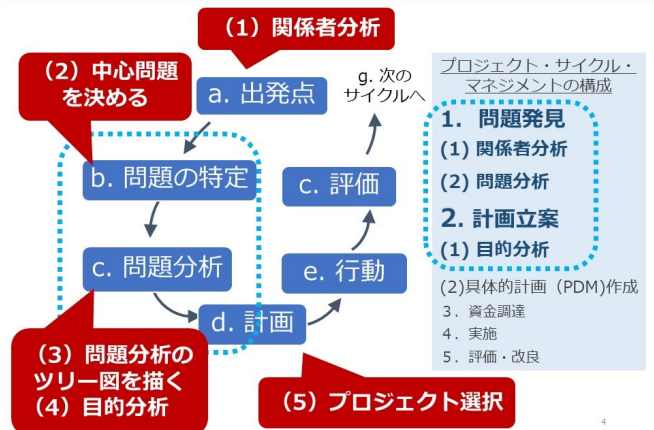 （1）関係者分析
（2）中心問題
を決める
a. 出発点
g. 次の
サイクルへ
b. 問題の特定
c. 評価
c. 問題分析
e. 行動
d. 計画
（3）問題分析の
ツリー図を描く
（4）目的分析
（5）プロジェクト選択
プロジェクト・サイクル・
マネジメントの構成
1. 問題発見
(1) 関係者分析
(2) 問題分析
2. 計画立案
(1) 目的分析
(2)具体的計画（PDM)作成
3．資金調達
4．実施
5．評価・改良
4